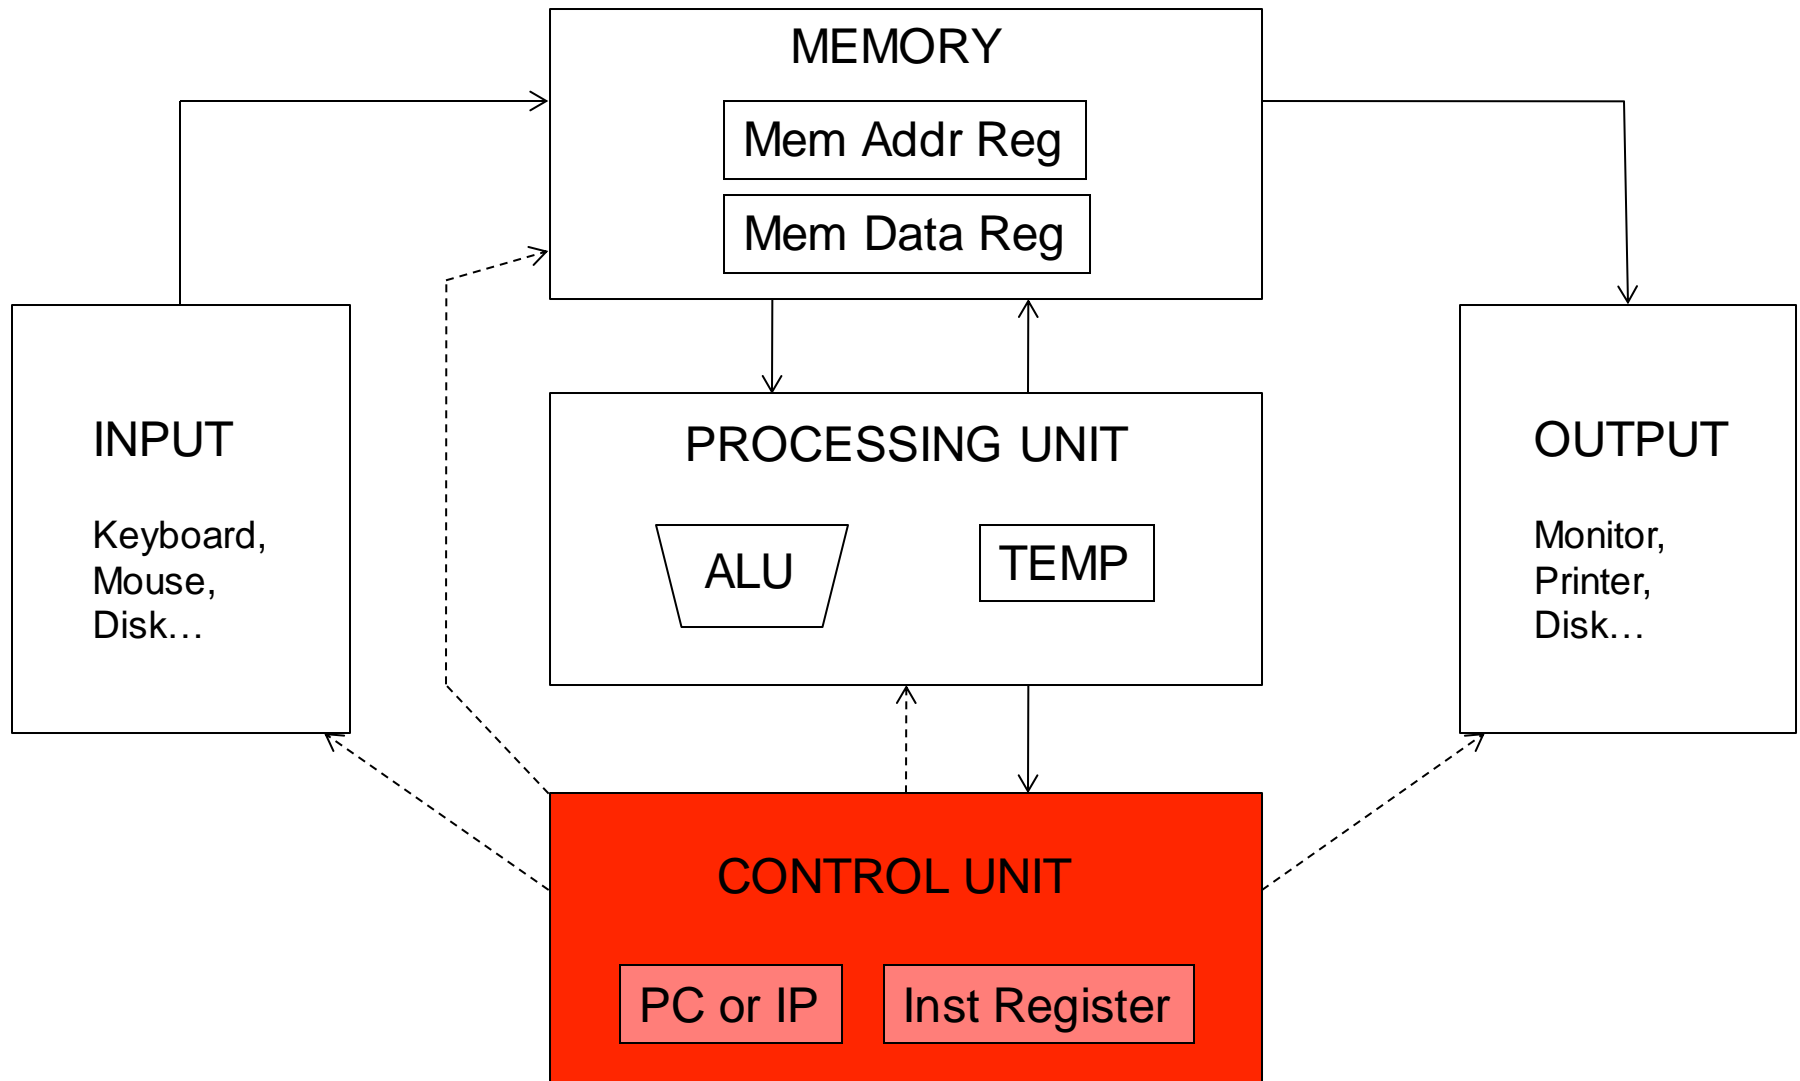 MEMORY
Mem Addr Reg
Mem Data Reg
INPUT
Keyboard,
Mouse,
Disk…
PROCESSING UNIT
ALU
TEMP
OUTPUT
Monitor,
Printer,
Disk…
CONTROL UNIT
PC or IP
Inst Register